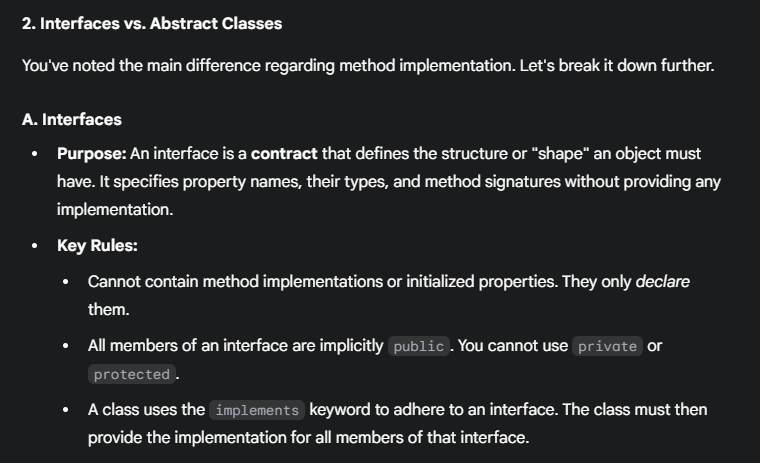 2. Interfaces vs. Abstract Classes
You've noted the main difference regarding method implementation. Let's break it down further.
A. Interfaces
• Purpose: An interface is a contract that defines the structure or "shape" an object must
have. It specifies property names, their types, and method signatures without providing any
implementation.
• Key Rules:
• Cannot contain method implementations or initialized properties. They only declare
them.
• All members of an interface are implicitly public. You cannot use private or
protected.
• A class uses the implements keyword to adhere to an interface. The class must then
provide the implementation for all members of that interface.